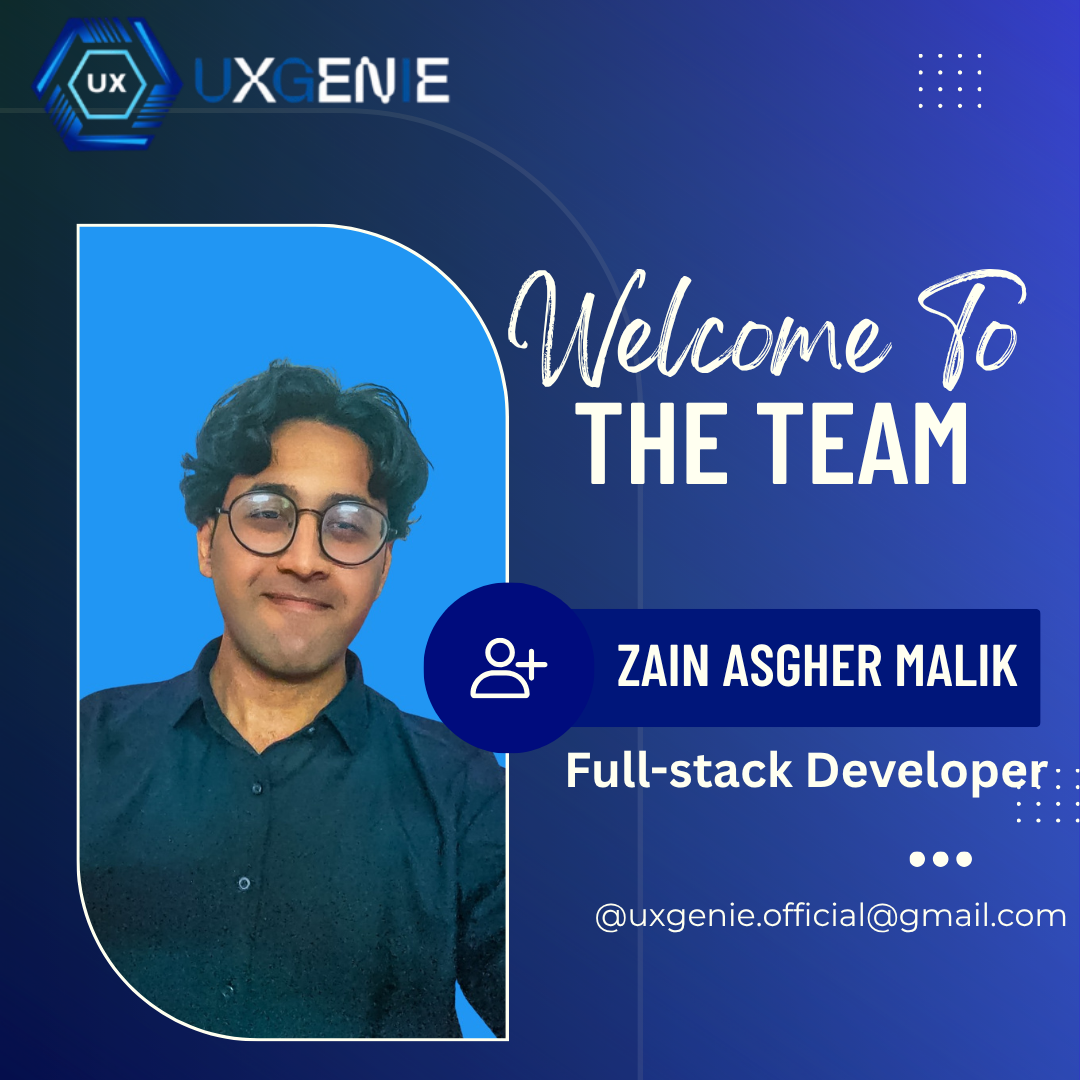 UX
UXGENIE
Welcome To
THE TEAM
ZAIN ASGHER MALIK
Full-stack Developer
@uxgenie.official@gmail.com